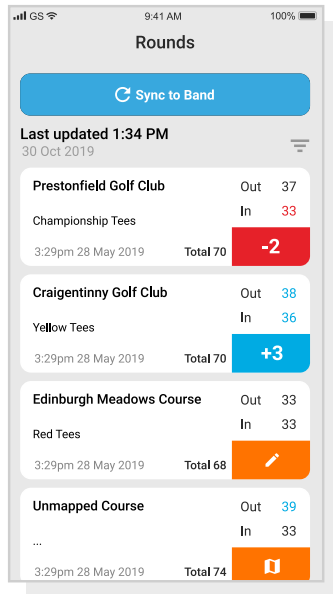 GS 9:41 AM 100%
Rounds
Sync to Band
Last updated 1:34 PM
30 Oct 2019
Prestonfield Golf Club Out 37
Championship Tees In 33
3:29pm 28 May 2019 Total 70 -2
Craigentinny Golf Club Out 38
Yellow Tees In 36
3:29pm 28 May 2019 Total 70 +3
Edinburgh Meadows Course Out 33
Red Tees In 33
3:29pm 28 May 2019 Total 68
Unmapped Course Out 39
... In 33
3:29pm 28 May 2019 Total 74